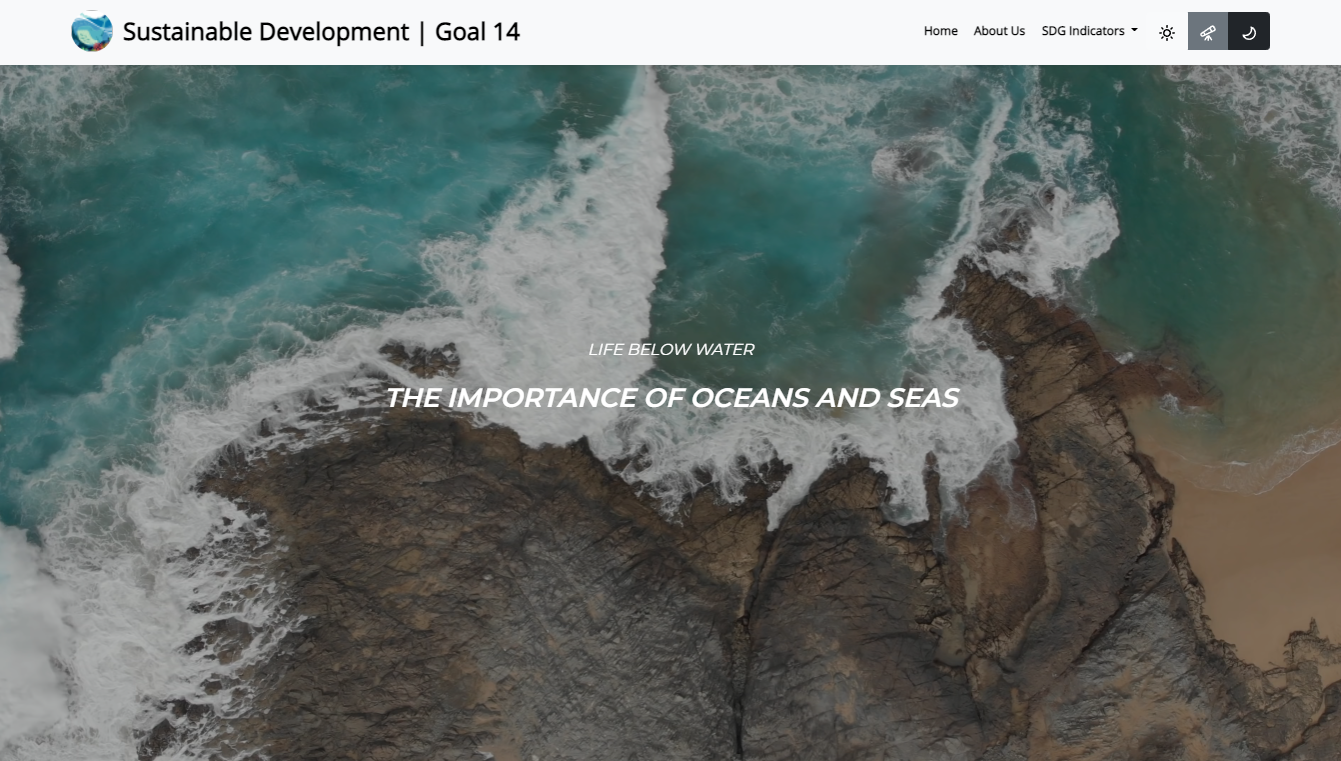 Sustainable Development | Goal 14
Home
About Us
SDG Indicators
LIFE BELOW WATER
THE IMPORTANCE OF OCEANS AND SEAS